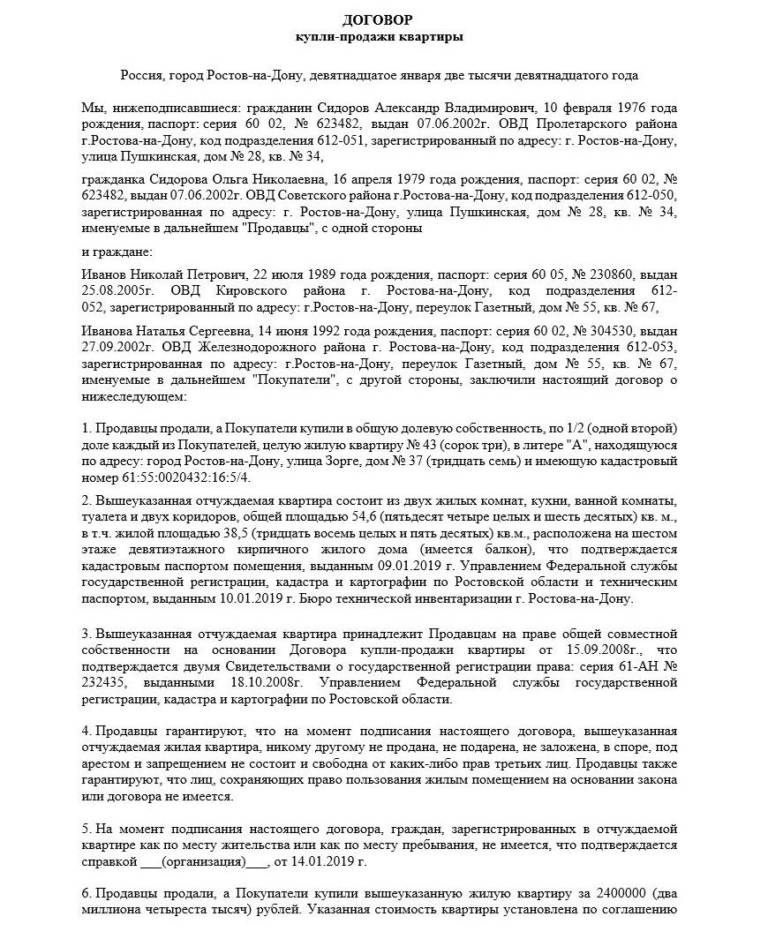 ДОГОВОР
купли-продажи квартиры
Россия, город Ростов-на-Дону, девятнадцатое января две тысячи девятнадцатого года
Мы, нижеподписавшиеся: гражданин Сидоров Александр Владимирович, 10 февраля 1976 года
рождения, паспорт: серия 60 02, № 623482, выдан 07.06.2002г. ОВД Пролетарского района
г.Ростова-на-Дону, код подразделения 612-051, зарегистрированный по адресу: г. Ростов-на-Дону,
улица Пушкинская, дом № 28, кв. № 34,
гражданка Сидорова Ольга Николаевна, 16 апреля 1979 года рождения, паспорт: серия 60 02, №
623482, выдан 07.06.2002г. ОВД Советского района г.Ростова-на-Дону, код подразделения 612-050,
зарегистрированная по адресу: г. Ростов-на-Дону, улица Пушкинская, дом № 28, кв. № 34,
именуемые в дальнейшем "Продавцы", с одной стороны
и граждане:
Иванов Николай Петрович, 22 июля 1989 года рождения, паспорт: серия 60 05, № 230860, выдан
25.08.2005г. ОВД Кировского района г. Ростова-на-Дону, код подразделения 612-
052, зарегистрированный по адресу: г.Ростов-на-Дону, переулок Газетный, дом № 55, кв. № 67,
Иванова Наталья Сергеевна, 14 июня 1992 года рождения, паспорт: серия 60 02, № 304530, выдан
27.09.2002г. ОВД Железнодорожного района г. Ростова-на-Дону, код подразделения 612-053,
зарегистрированная по адресу: г.Ростов-на-Дону, переулок Газетный, дом № 55, кв. № 67,
именуемые в дальнейшем "Покупатели", с другой стороны, заключили настоящий договор о
нижеследующем:
1. Продавцы продали, а Покупатели купили в общую долевую собственность, по 1/2 (одной второй)
доле каждый из Покупателей, целую жилую квартиру № 43 (сорок три), в литере "А", находящуюся
по адресу: город Ростов-на-Дону, улица Зорге, дом № 37 (тридцать семь) и имеющую кадастровый
номер 61:55:0020432:16:5/4.
2. Вышеуказанная отчуждаемая квартира состоит из двух жилых комнат, кухни, ванной комнаты,
туалета и двух коридоров, общей площадью 54,6 (пятьдесят четыре целых и шесть десятых) кв. м.,
в т.ч. жилой площадью 38,5 (тридцать восемь целых и пять десятых) кв.м., расположена на шестом
этаже девятиэтажного кирпичного жилого дома (имеется балкон), что подтверждается
кадастровым паспортом помещения, выданным 09.01.2019 г. Управлением Федеральной службы
государственной регистрации, кадастра и картографии по Ростовской области и техническим
паспортом, выданным 10.01.2019 г. Бюро технической инвентаризации г. Ростова-на-Дону.
3. Вышеуказанная отчуждаемая квартира принадлежит Продавцам на праве общей совместной
собственности на основании Договора купли-продажи квартиры от 15.09.2008г., что
подтверждается двумя Свидетельствами о государственной регистрации права: серия 61-АН №
232435, выданными 18.10.2008г. Управлением Федеральной службы государственной
регистрации, кадастра и картографии по Ростовской области.
4. Продавцы гарантируют, что на момент подписания настоящего договора, вышеуказанная
отчуждаемая жилая квартира, никому другому не продана, не подарена, не заложена, в споре, под
арестом и запрещением не состоит и свободна от каких-либо прав третьих лиц. Продавцы также
гарантируют, что лиц, сохраняющих право пользования жилым помещением на основании закона
или договора не имеется.
5. На момент подписания настоящего договора, граждан, зарегистрированных в отчуждаемой
квартире как по месту жительства или как по месту пребывания, не имеется, что подтверждается
справкой ___(организация)___, от 14.01.2019 г.
6. Продавцы продали, а Покупатели купили вышеуказанную жилую квартиру за 2400000 (два
миллиона четыреста тысяч) рублей. Указанная стоимость квартиры установлена по соглашению